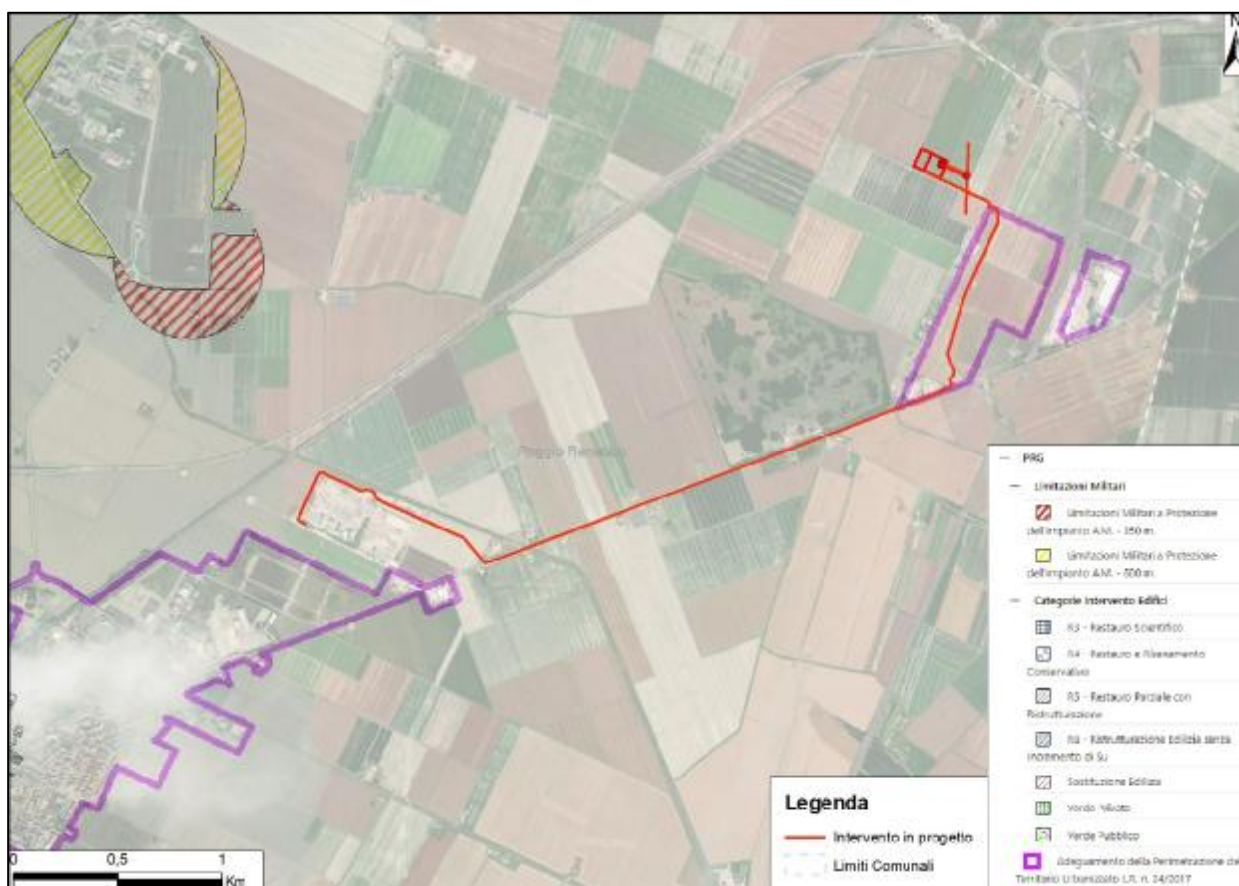 N
Poggio
PRG
Limitazioni Militari
Limitazioni Militari a Protezione
dell'Impianto A.M. - 350 m.
Limitazioni Militari a Protezione
dell'Impianto A.M. - 500 m.
Categorie Intervento Edifici
R3 - Restauro Scientifico
R4 - Restauro e Risanamento
Conservativo
R5 - Restauro Parziale con
Ristrutturazione
Ristrutturazione Edilizia senza
Incremento di Su
Sostituzione Edilizia
Verde Privato
Verde Pubblico
Adeguamento della Perimetrazione del
Territorio Urbanizzato L.R. n. 24/2017
Legenda
Intervento in progetto
Limiti Comunali
0 0,5 1
Km